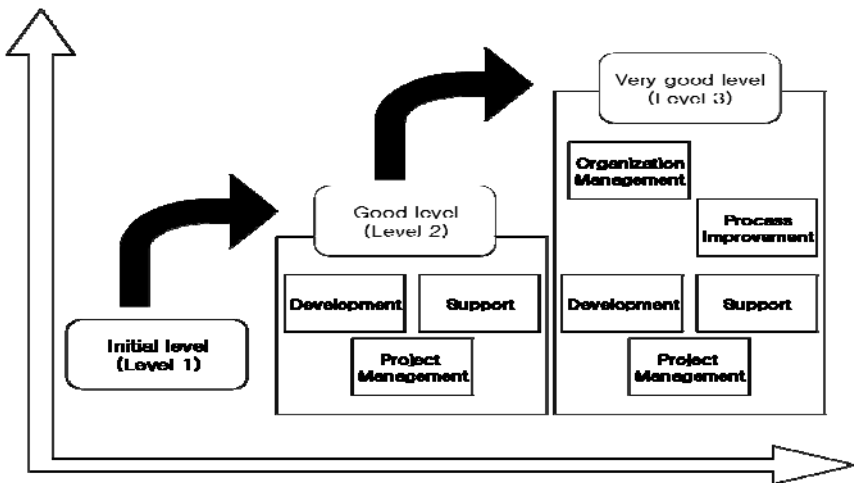 Very good level
(Level 3)
Organization
Management
Process
Improvement
Good level
(Level 2)
Development
Support
Development
Support
Initial level
(Level 1)
Project
Management
Project
Management